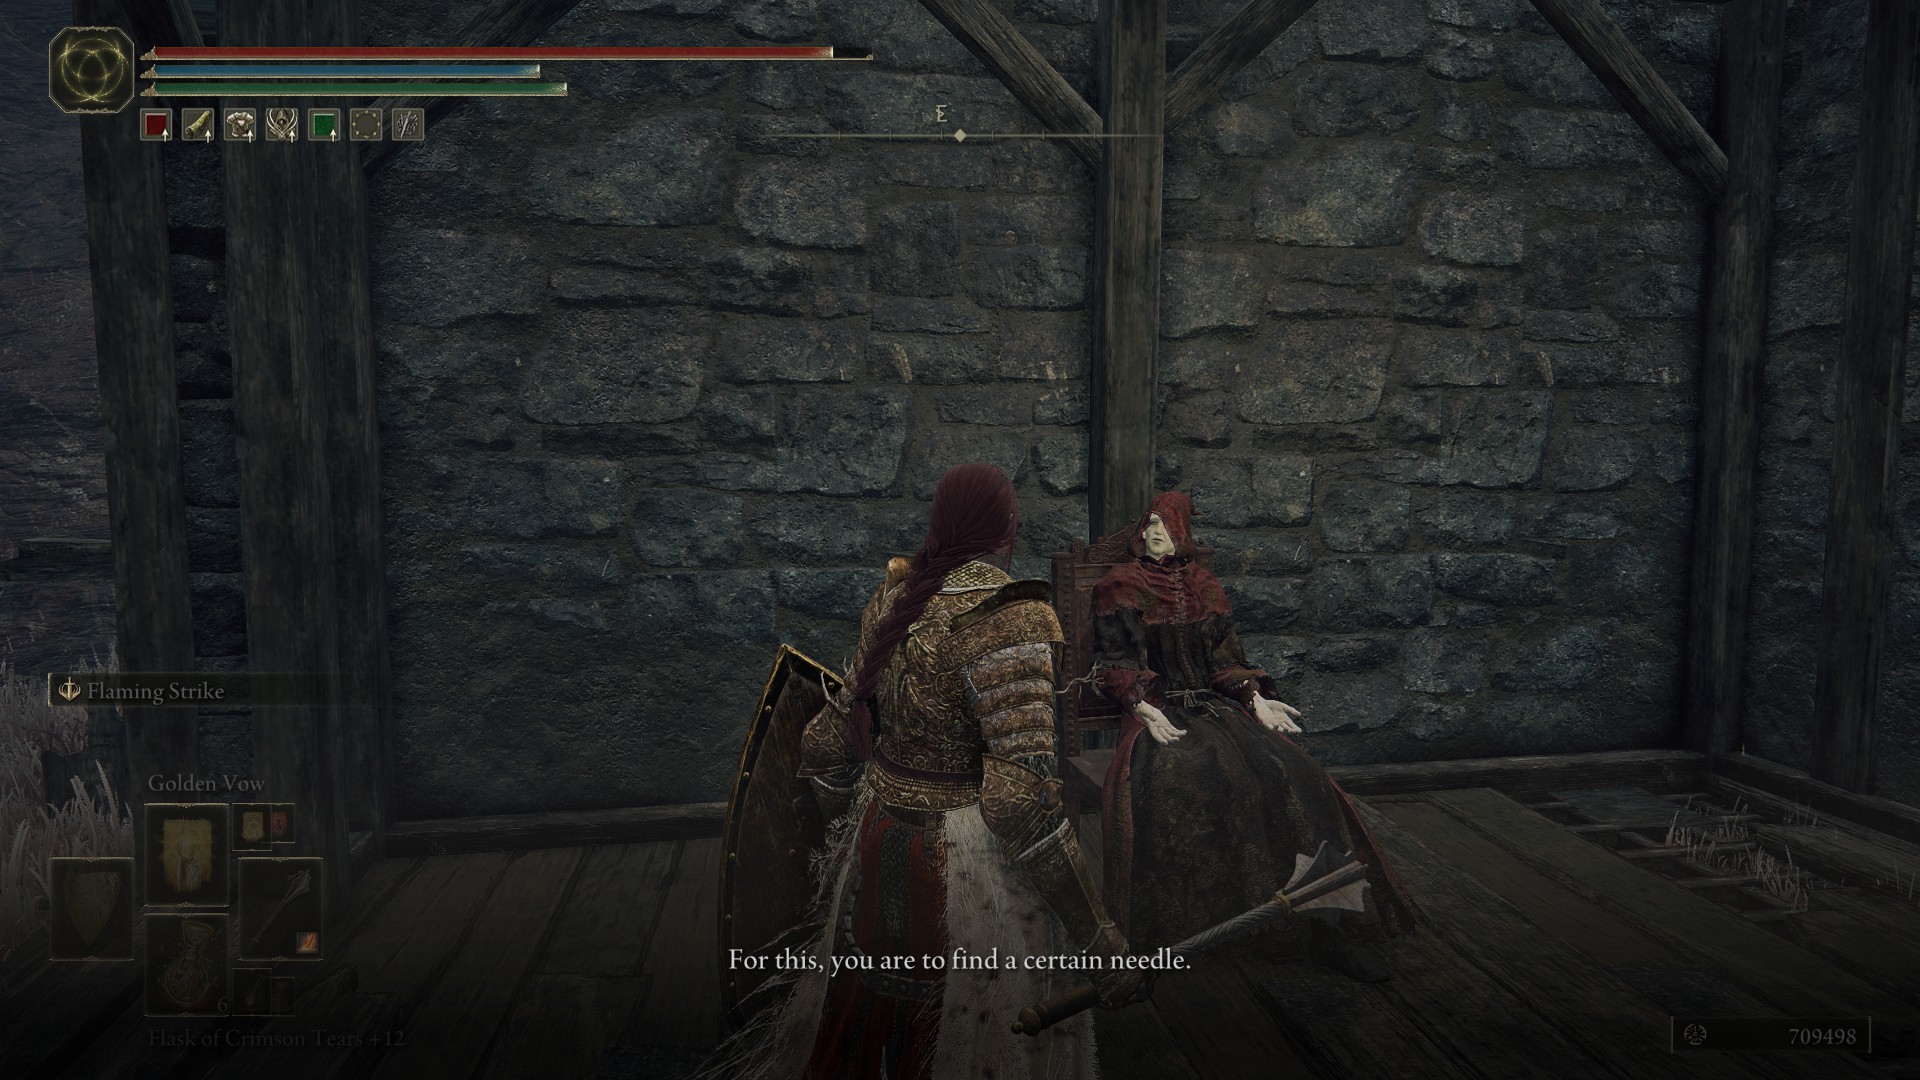 E
Flaming Strike
Golden Vow
For this, you are to find a certain needle.
6
Flask of Crimson Tears +12
709498